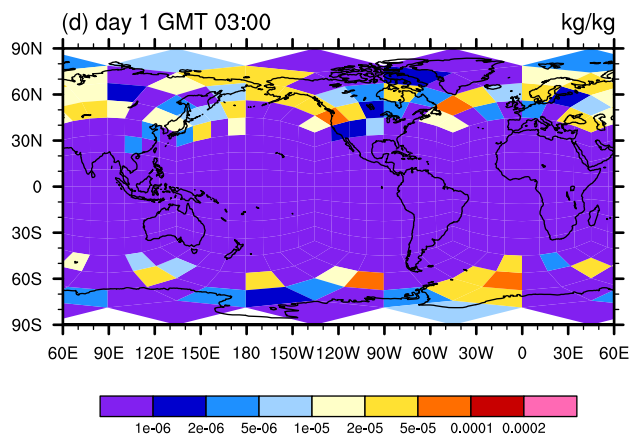 (d) day 1 GMT 03:00 kg/kg
90N
60N
30N
0
30S
60S
90S
60E 90E 120E 150E 180 150W 120W 90W 60W 30W 0 30E 60E
1e-06 2e-06 5e-06 1e-05 2e-05 5e-05 0.0001 0.0002